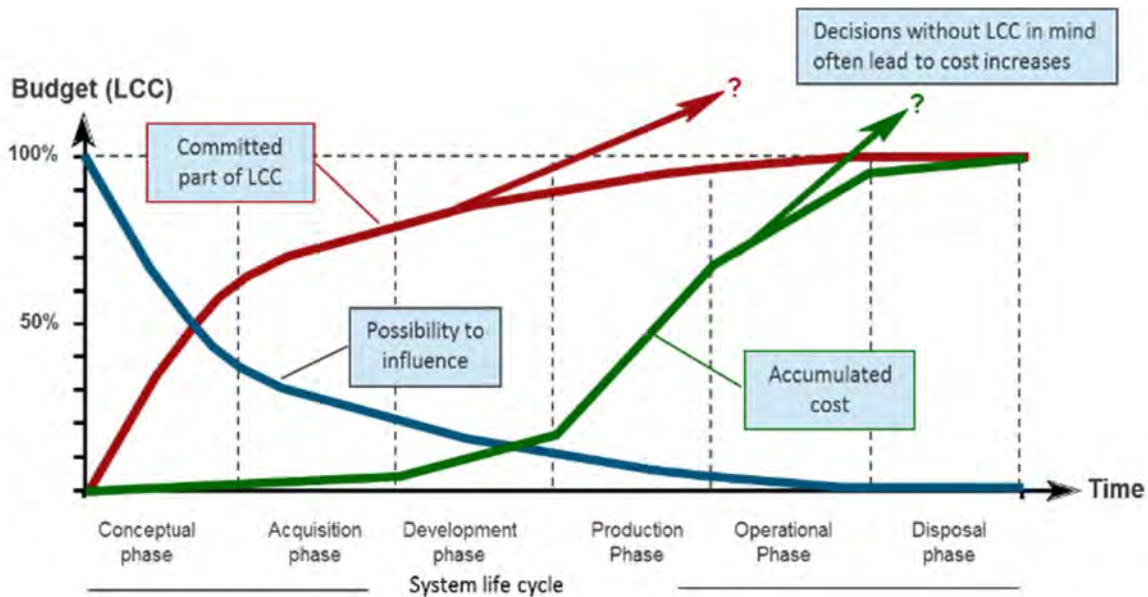 Decisions without LCC in mind
often lead to cost increases
Budget (LCC)
?
?
100%
Committed
part of LCC
50%
Possibility to
influence
Accumulated
cost
Time
Conceptual
phase
Acquisition
phase
Development
phase
Production
Phase
Operational
Phase
Disposal
phase
System life cycle